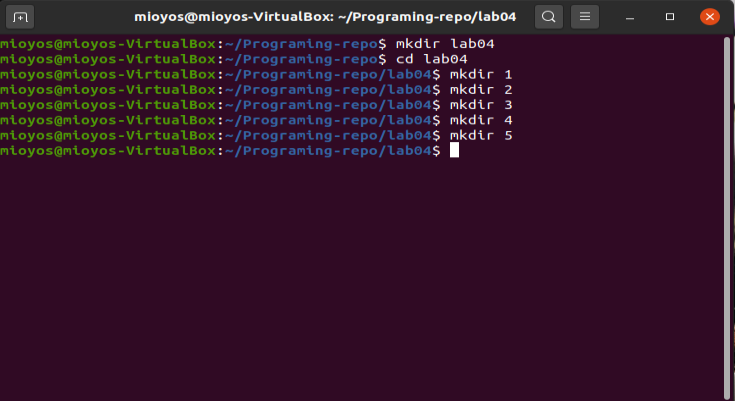 mioyos@mioyos-VirtualBox: ~/Programing-repo/lab04
mioyos@mioyos-VirtualBox:~/Programing-repo$ mkdir lab04
mioyos@mioyos-VirtualBox:~/Programing-repo$ cd lab04
mioyos@mioyos-VirtualBox:~/Programing-repo/lab04$ mkdir 1
mioyos@mioyos-VirtualBox:~/Programing-repo/lab04$ mkdir 2
mioyos@mioyos-VirtualBox:~/Programing-repo/lab04$ mkdir 3
mioyos@mioyos-VirtualBox:~/Programing-repo/lab04$ mkdir 4
mioyos@mioyos-VirtualBox:~/Programing-repo/lab04$ mkdir 5
mioyos@mioyos-VirtualBox:~/Programing-repo/lab04$